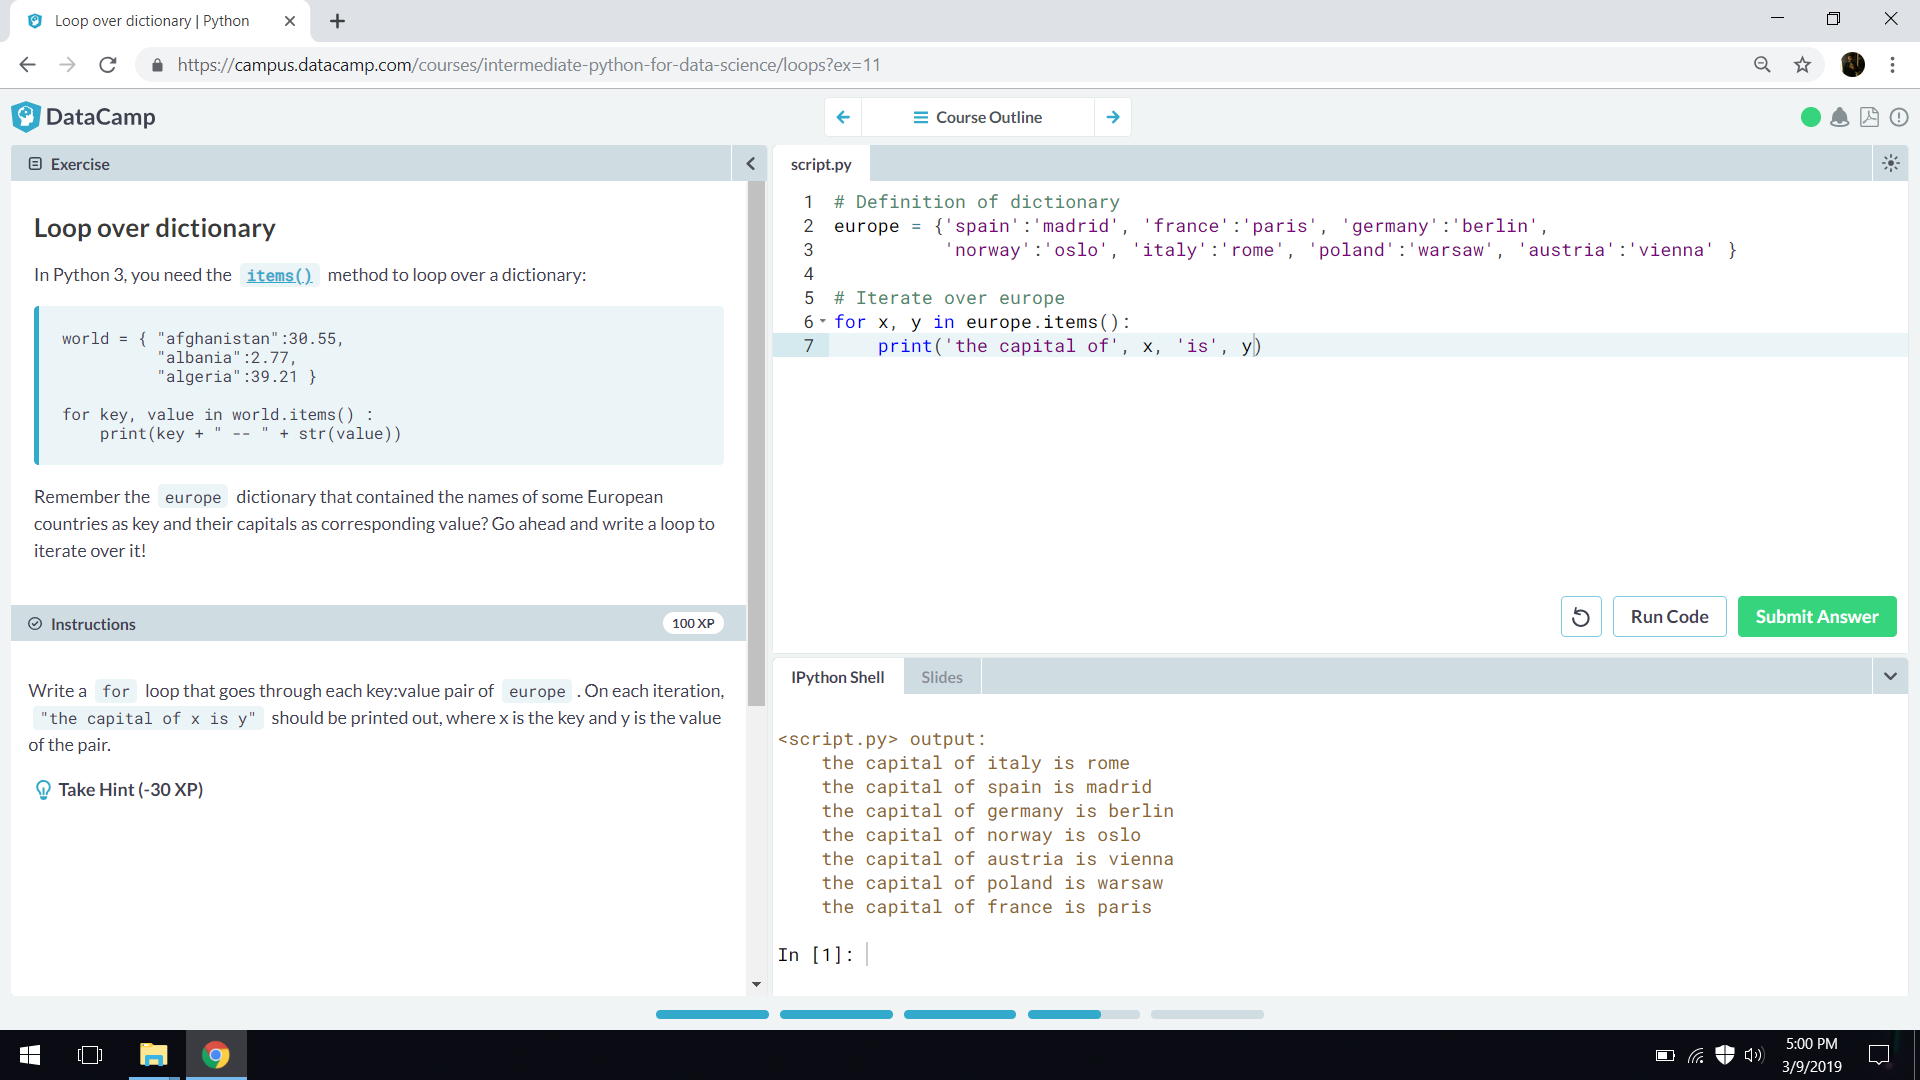 Loop over dictionary | Python
https://campus.datacamp.com/courses/intermediate-python-for-data-science/loops?ex=11
DataCamp
Course Outline
Exercise
Loop over dictionary
In Python 3, you need the items() method to loop over a dictionary:
world = { "afghanistan":30.55,
"albania":2.77,
"algeria":39.21 }
for key, value in world.items() :
print(key + " -- " + str(value))
Remember the europe dictionary that contained the names of some European
countries as key and their capitals as corresponding value? Go ahead and write a loop to
iterate over it!
Instructions
100 XP
Write a for loop that goes through each key:value pair of europe . On each iteration,
"the capital of x is y" should be printed out, where x is the key and y is the value
of the pair.
Take Hint (-30 XP)
script.py
1 # Definition of dictionary
2 europe = {'spain':'madrid', 'france':'paris', 'germany':'berlin',
3 'norway':'oslo', 'italy':'rome', 'poland':'warsaw', 'austria':'vienna' }
4
5 # Iterate over europe
6 for x, y in europe.items():
7 print('the capital of', x, 'is', y)
Run Code
Submit Answer
IPython Shell
Slides
<script.py> output:
the capital of italy is rome
the capital of spain is madrid
the capital of germany is berlin
the capital of norway is oslo
the capital of austria is vienna
the capital of poland is warsaw
the capital of france is paris
In [1]:
5:00 PM
3/9/2019